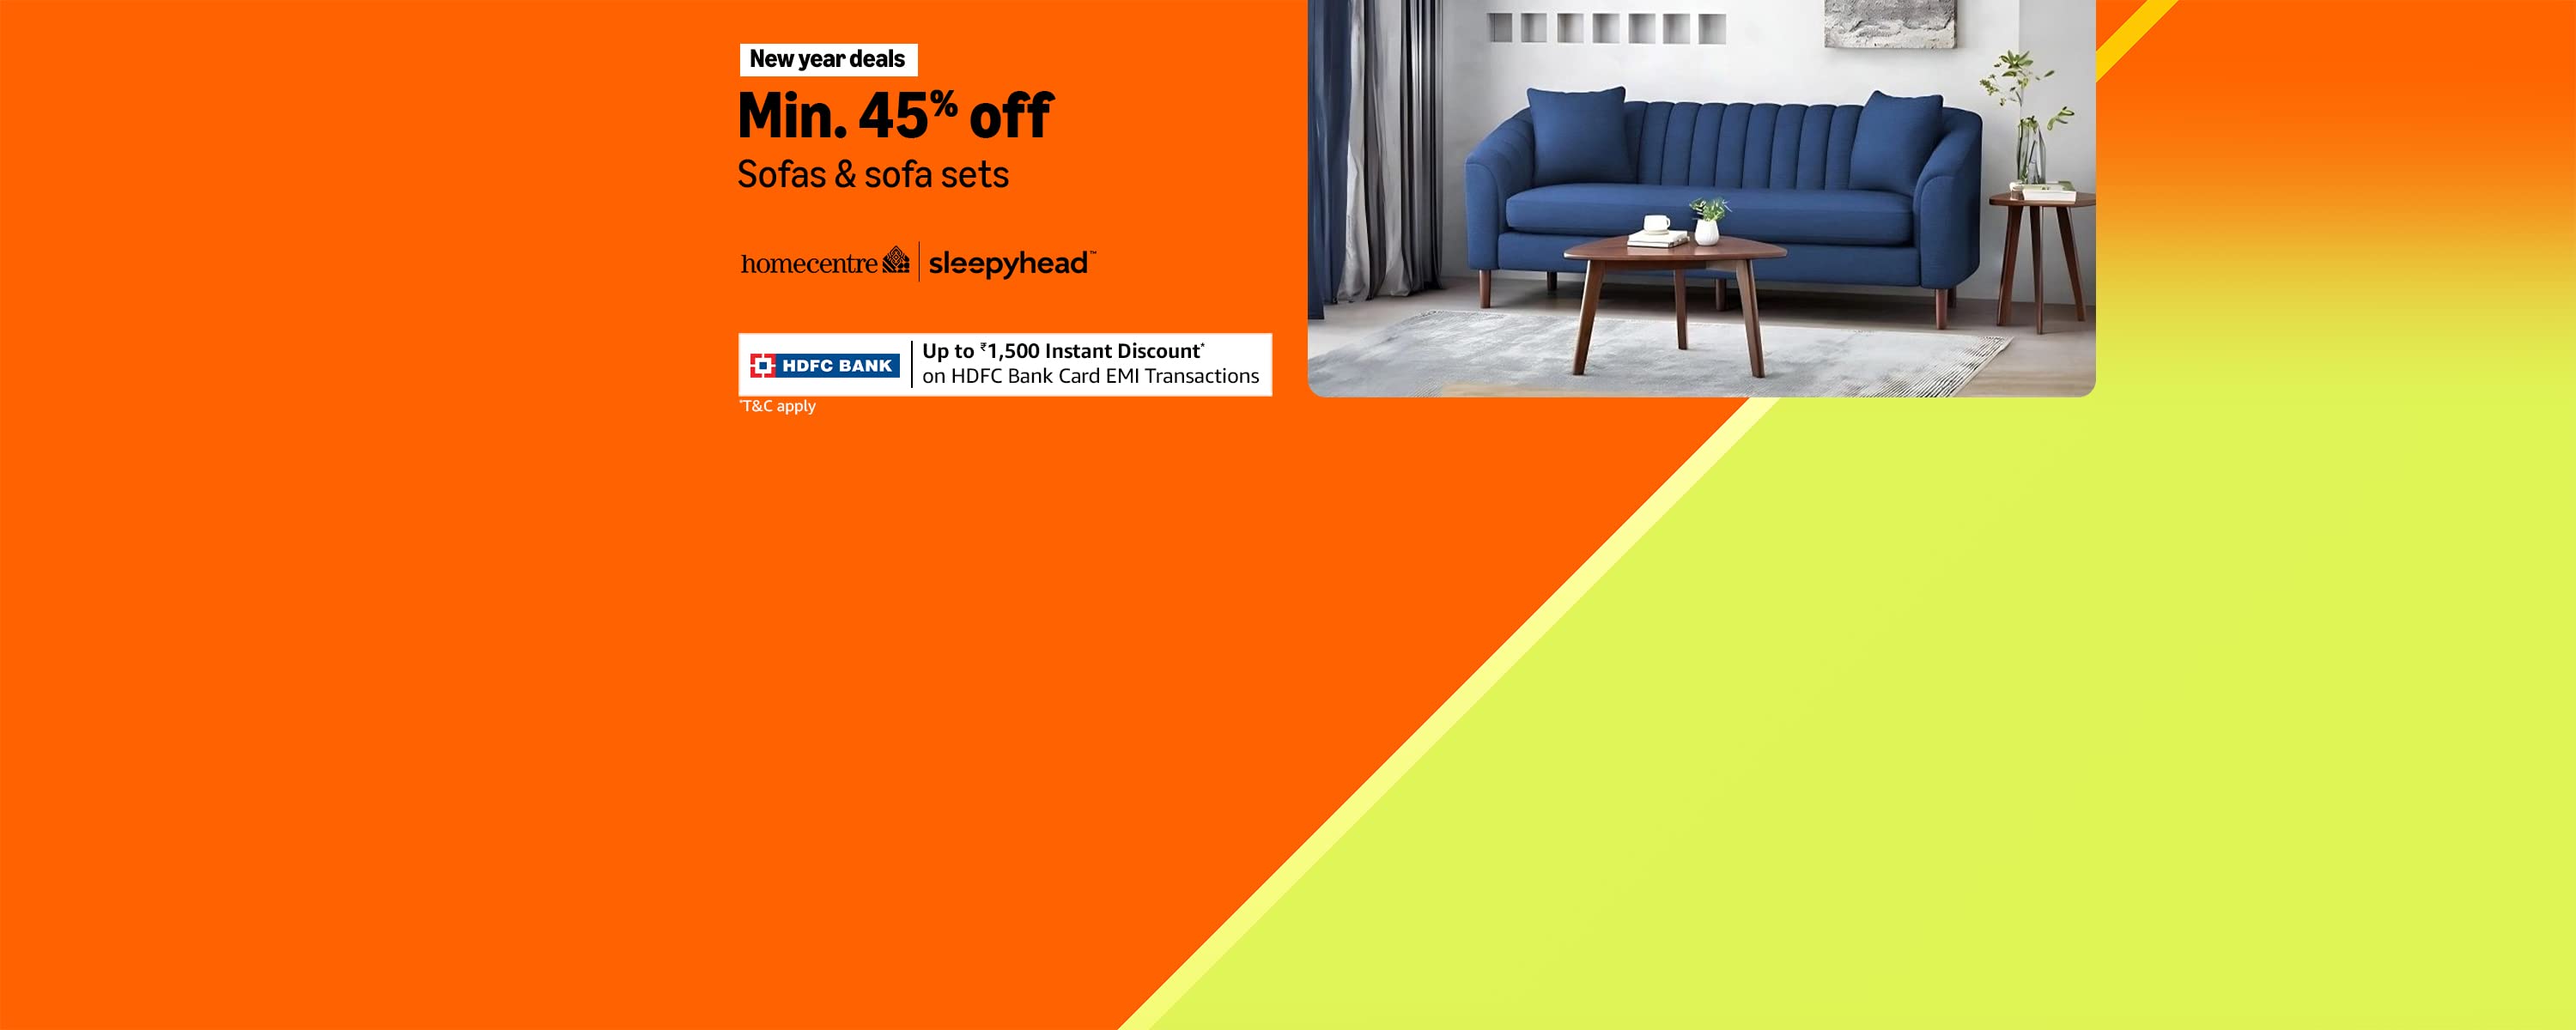 New year deals
Min. 45% off
Sofas & sofa sets
homecentre | sleepyhead™
HDFC BANK
Up to ₹1,500 Instant Discount*
on HDFC Bank Card EMI Transactions
*T&C apply